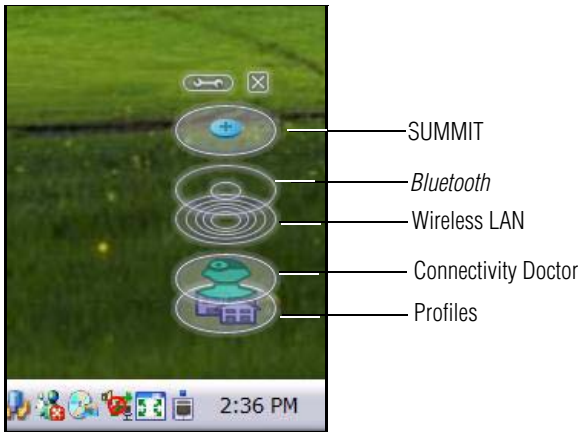 SUMMIT
Bluetooth
Wireless LAN
Connectivity Doctor
Profiles
2:36 PM